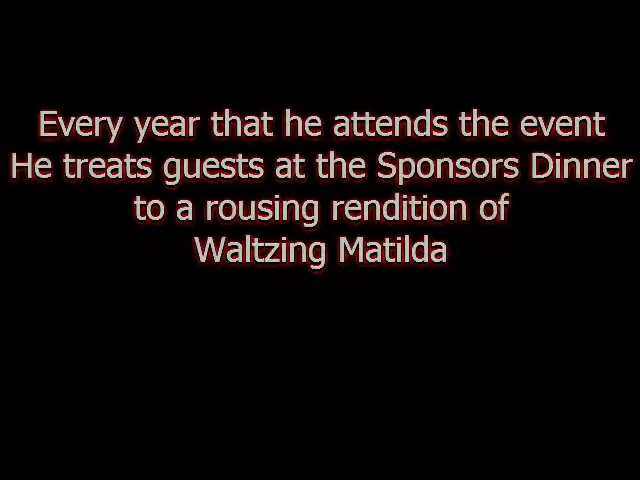 Every year that he attends the event
He treats guests at the Sponsors Dinner
to a rousing rendition of
Waltzing Matilda